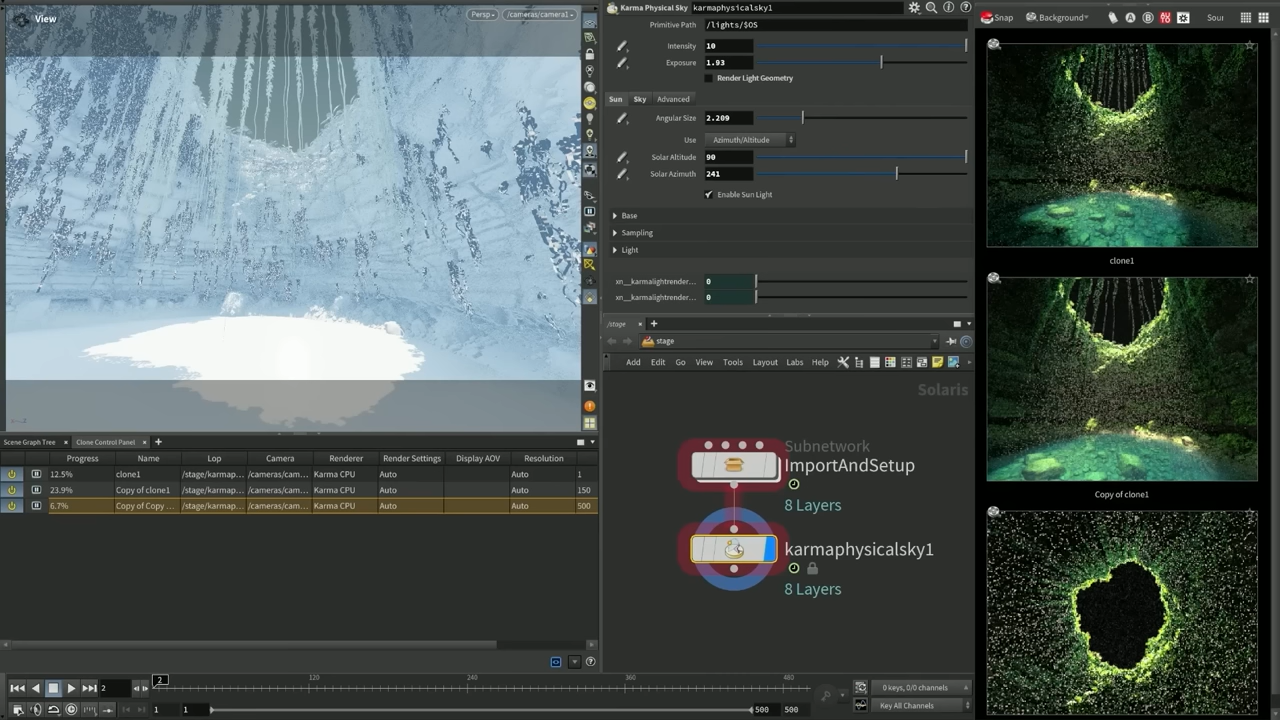 View
Persp
/cameras/camera1
Karma Physical Sky
karmaphysicalsky1
Primitive Path
/lights/$OS
Intensity
10
Exposure
1.93
Render Light Geometry
Sun
Sky
Advanced
Angular Size
2.209
Use
Azimuth/Altitude
Solar Altitude
90
Solar Azimuth
241
Enable Sun Light
Base
Sampling
Light
xn__karmalightrender...
0
xn__karmalightrender...
0
/stage
stage
Add Edit Go View Tools Layout Labs Help
Solaris
Subnetwork
ImportAndSetup
8 Layers
karmaphysicalsky1
8 Layers
Scene Graph Tree
Clone Control Panel
Progress Name Lop Camera Renderer Render Settings Display AOV Resolution
12.5% clone1 /stage/karmap... /cameras/cam... Karma CPU Auto Auto 1
23.9% Copy of clone1 /stage/karmap... /cameras/cam... Karma CPU Auto Auto 150
6.7% Copy of Copy ... /stage/karmap... /cameras/cam... Karma CPU Auto Auto 500
2
2
120
240
360
480
1
1
500
500
0 keys, 0/0 channels
Key All Channels
Snap
Background
A
B
Sour
clone1
Copy of clone1